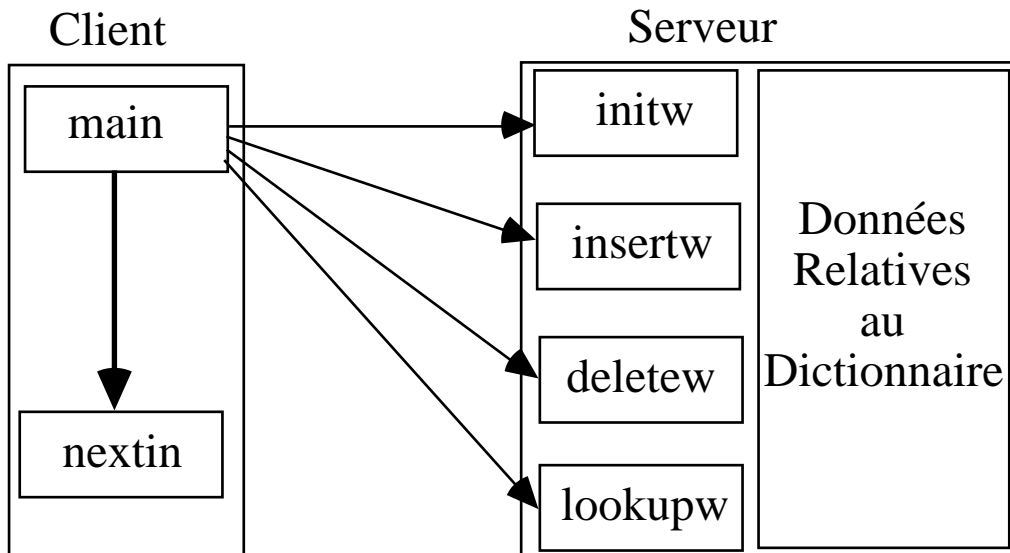 Client
Serveur
main
initw
insertw
deletew
nextin
lookupw
Données
Relatives
au
Dictionnaire